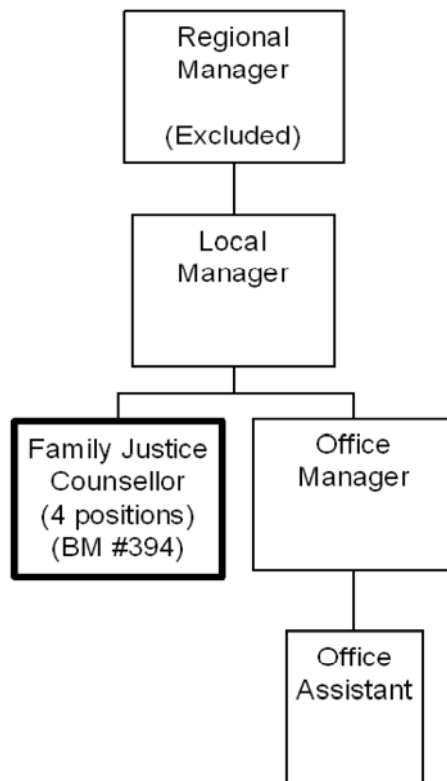 Regional
Manager
(Excluded)
Local
Manager
Family Justice
Counsellor
(4 positions)
(BM #394)
Office
Manager
Office
Assistant